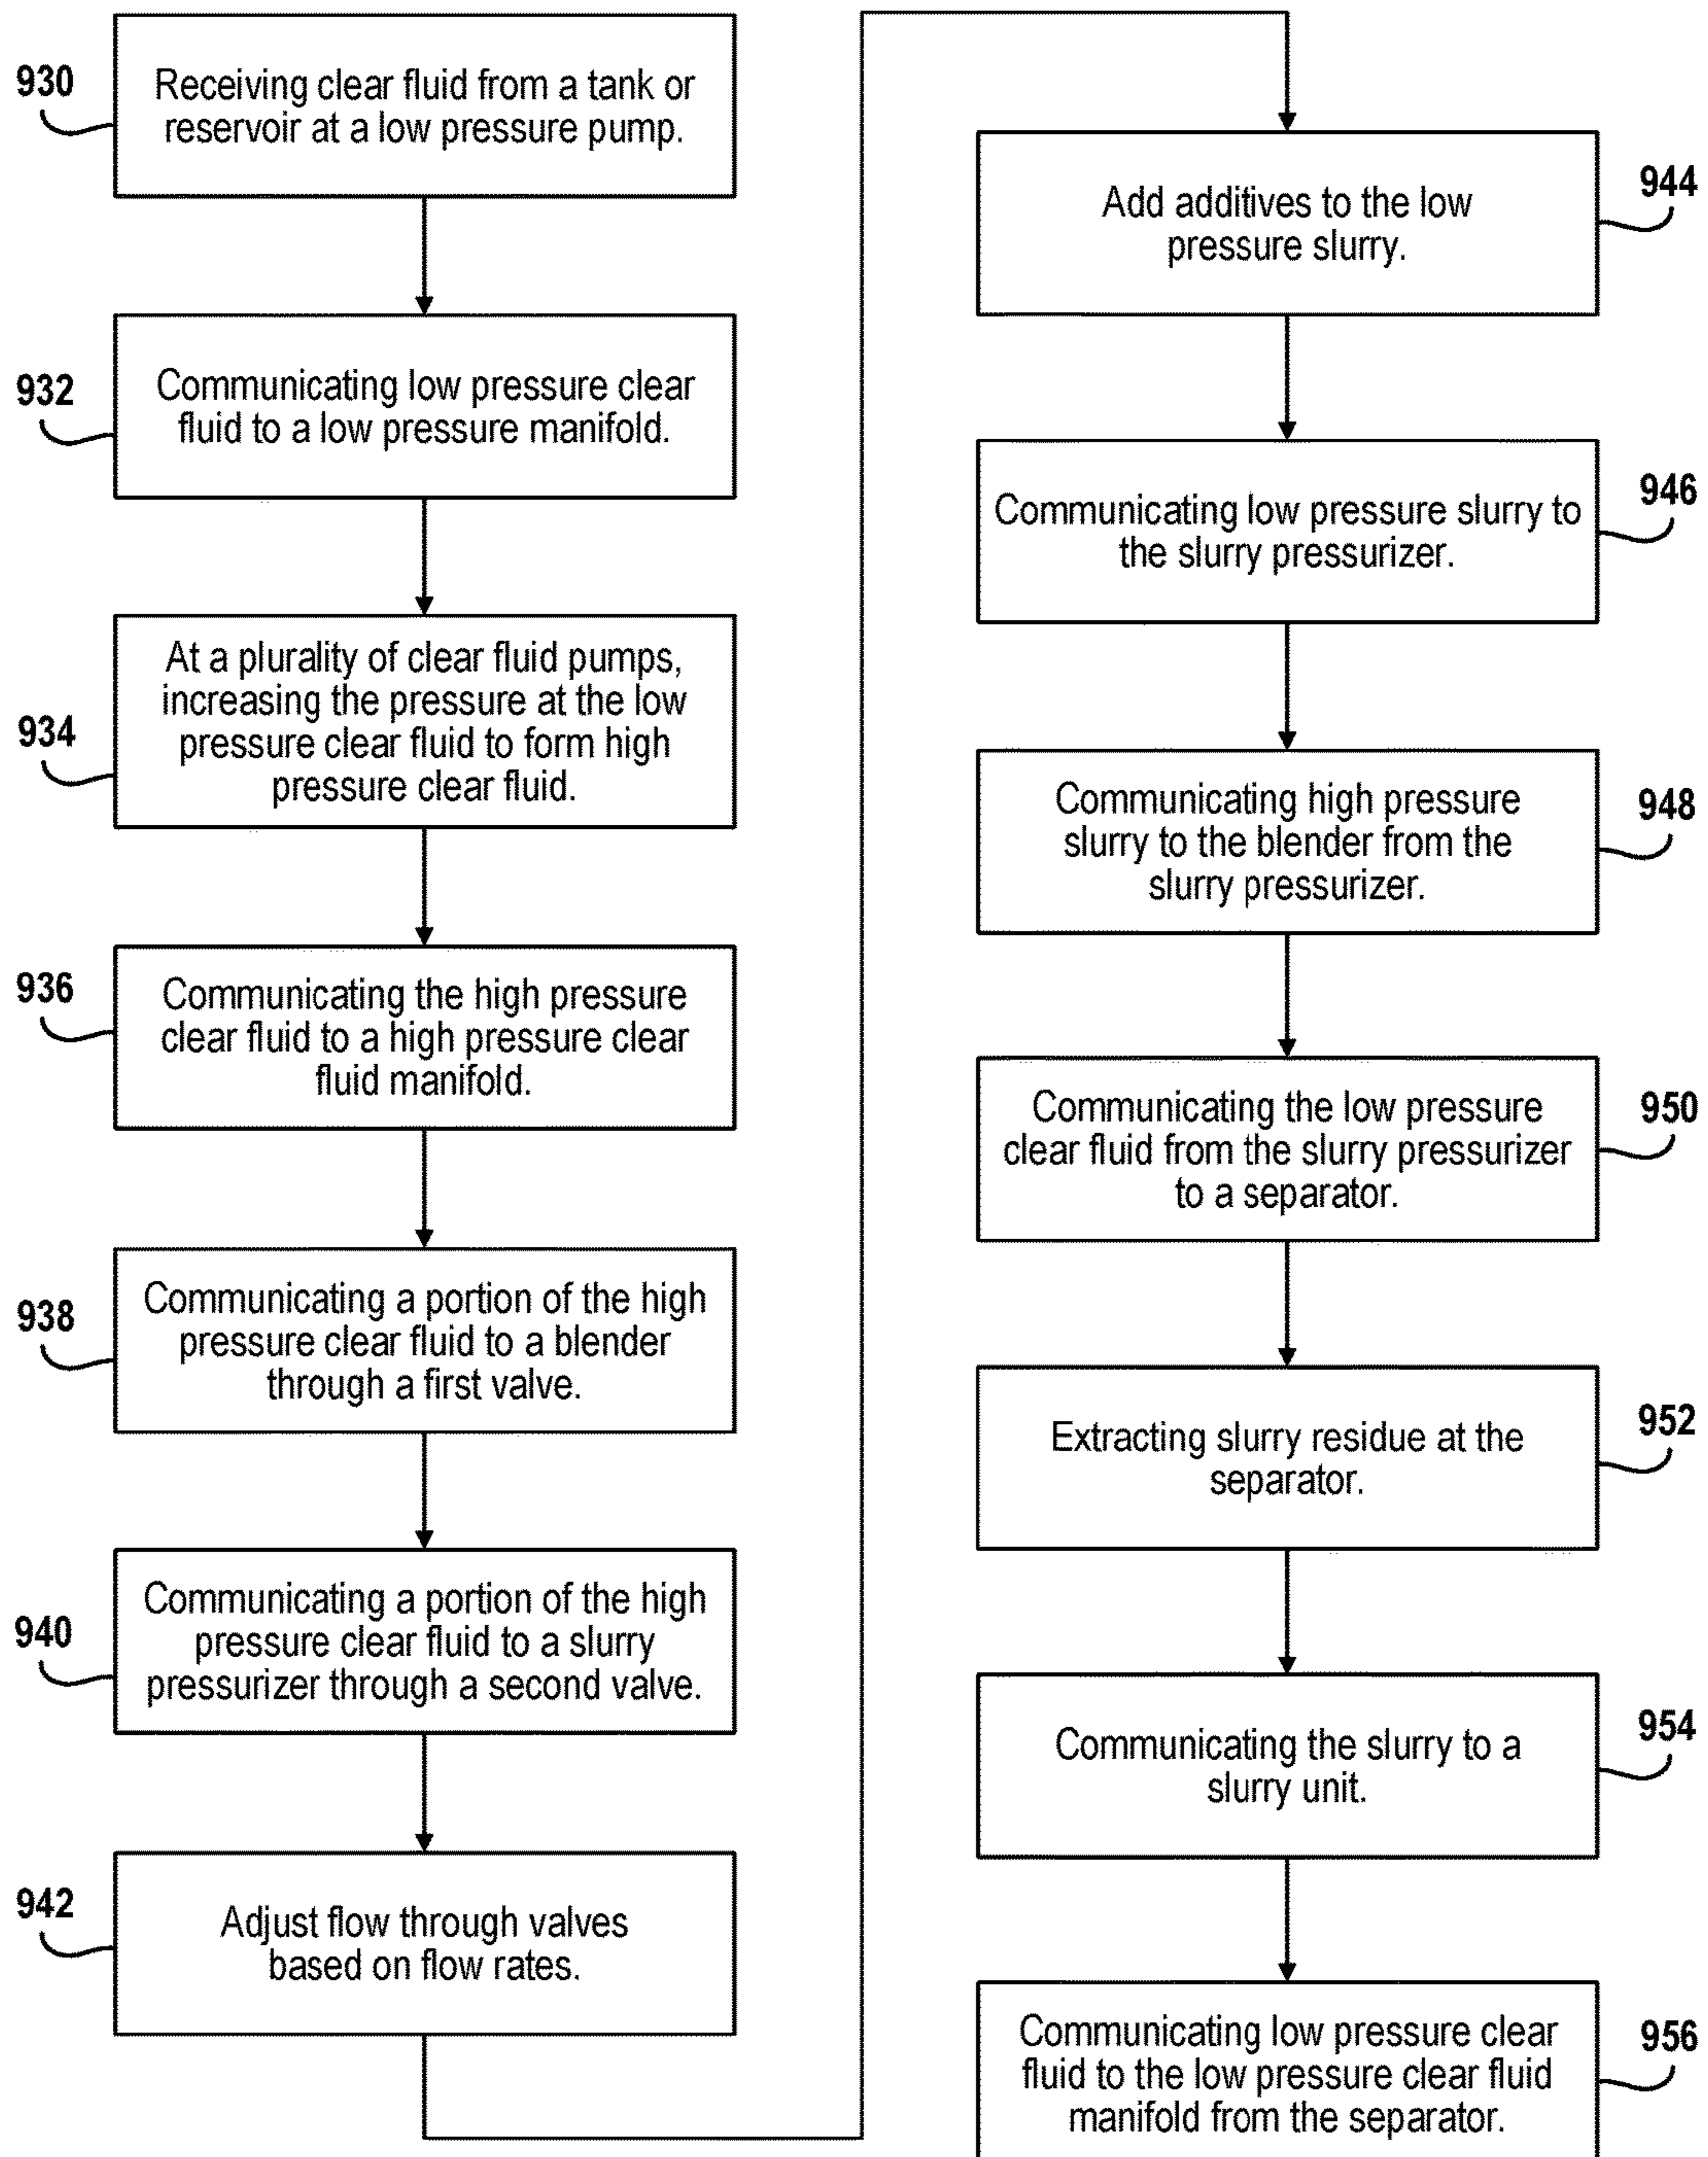 930
Receiving clear fluid from a tank or
reservoir at a low pressure pump.
932
Communicating low pressure clear
fluid to a low pressure manifold.
934
At a plurality of clear fluid pumps,
increasing the pressure at the low
pressure clear fluid to form high
pressure clear fluid.
936
Communicating the high pressure
clear fluid to a high pressure clear
fluid manifold.
938
Communicating a portion of the high
pressure clear fluid to a blender
through a first valve.
940
Communicating a portion of the high
pressure clear fluid to a slurry
pressurizer through a second valve.
942
Adjust flow through valves
based on flow rates.
944
Add additives to the low
pressure slurry.
946
Communicating low pressure slurry to
the slurry pressurizer.
948
Communicating high pressure
slurry to the blender from the
slurry pressurizer.
950
Communicating the low pressure
clear fluid from the slurry pressurizer
to a separator.
952
Extracting slurry residue at the
separator.
954
Communicating the slurry to a
slurry unit.
956
Communicating low pressure clear
fluid to the low pressure clear fluid
manifold from the separator.